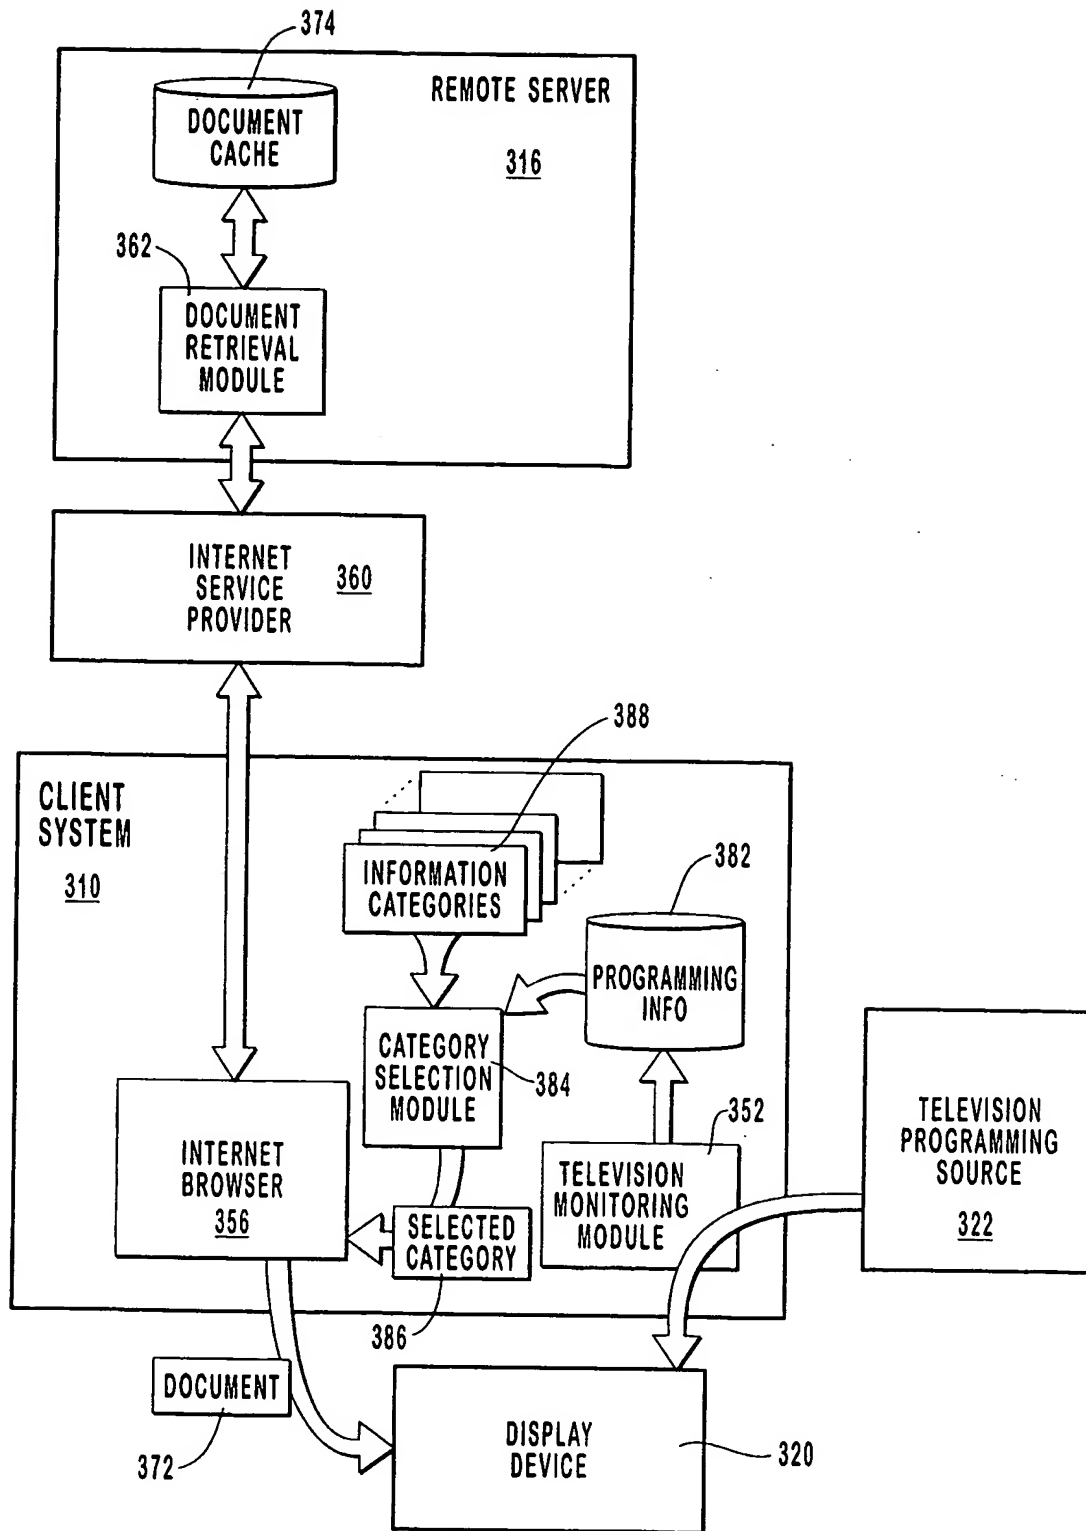 374
REMOTE SERVER
316
DOCUMENT
CACHE
362
DOCUMENT
RETRIEVAL
MODULE
INTERNET
SERVICE
PROVIDER
360
388
CLIENT
SYSTEM
310
INFORMATION
CATEGORIES
382
PROGRAMMING
INFO
CATEGORY
SELECTION
MODULE
384
352
TELEVISION
PROGRAMMING
SOURCE
322
INTERNET
BROWSER
356
TELEVISION
MONITORING
MODULE
SELECTED
CATEGORY
386
DOCUMENT
372
DISPLAY
DEVICE
320